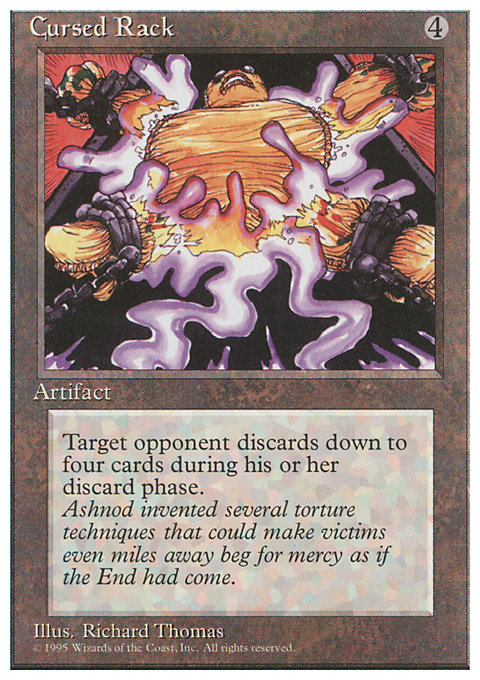 Cursed Rack
4
Artifact
Target opponent discards down to
four cards during his or her
discard phase.
Ashnod invented several torture
techniques that could make victims
even miles away beg for mercy as if
the End had come.
Illus. Richard Thomas
© 1995 Wizards of the Coast, Inc. All rights reserved.